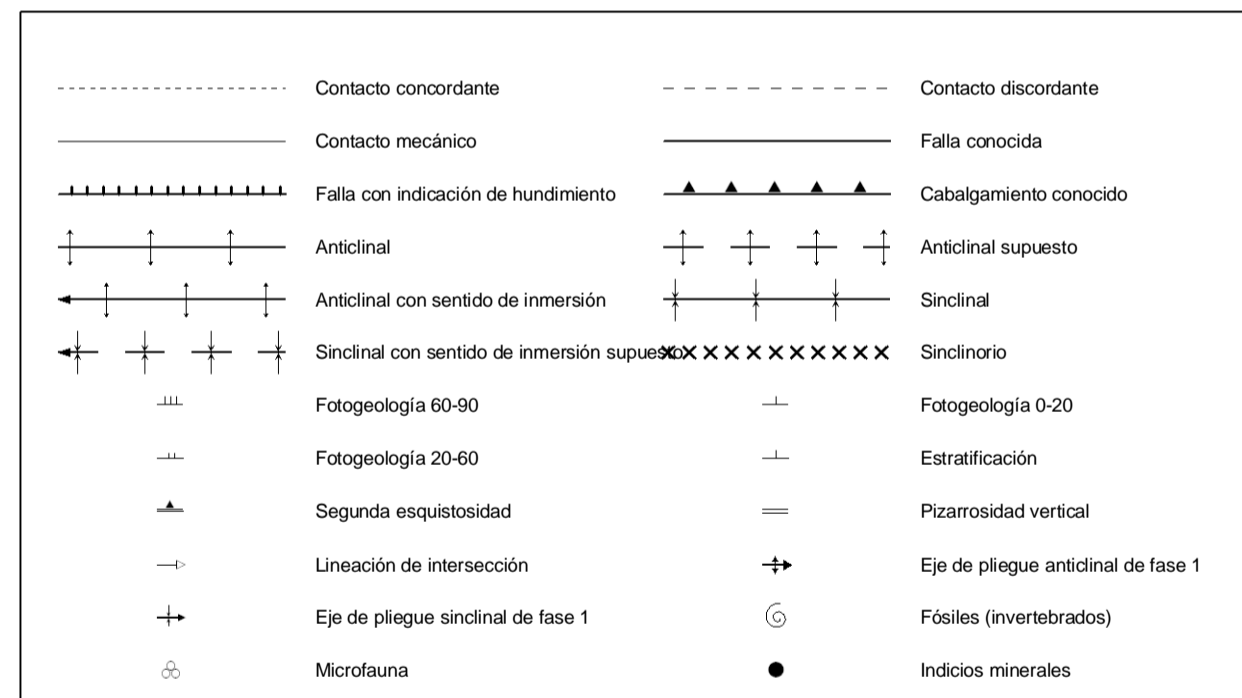 Contacto concordante
Contacto discordante
Contacto mecánico
Falla conocida
Falla con indicación de hundimiento
Cabalgamiento conocido
Anticlinal
Anticlinal supuesto
Anticlinal con sentido de inmersión
Sinclinal
Sinclinal con sentido de inmersión supuesto
Sinclinorio
Fotogeología 60-90
Fotogeología 0-20
Fotogeología 20-60
Estratificación
Segunda esquistosidad
Pizarrosidad vertical
Lineación de intersección
Eje de pliegue anticlinal de fase 1
Eje de pliegue sinclinal de fase 1
Fósiles (invertebrados)
Microfauna
Indicios minerales